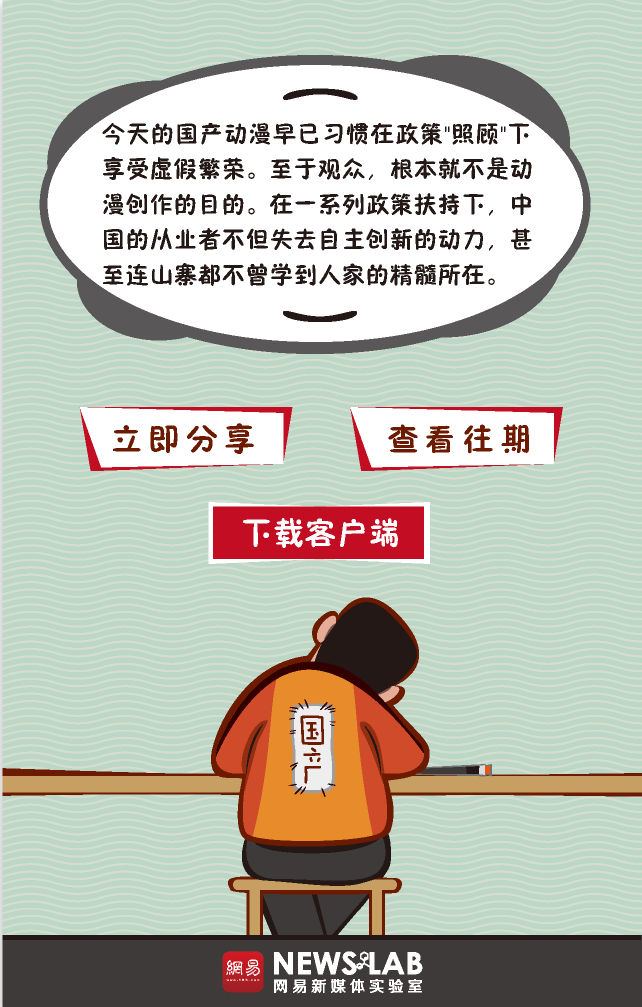 今天的国产动漫早已习惯在政策"照顾"下
享受虚假繁荣。至于观众，根本就不是动
漫创作的目的。在一系列政策扶持下，中
国的从业者不但失去自主创新的动力，甚
至连山寨都不曾学到人家的精髓所在。
立即分享
查看往期
下载客户端
国产
網易
NEWSLAB
网易新媒体实验室